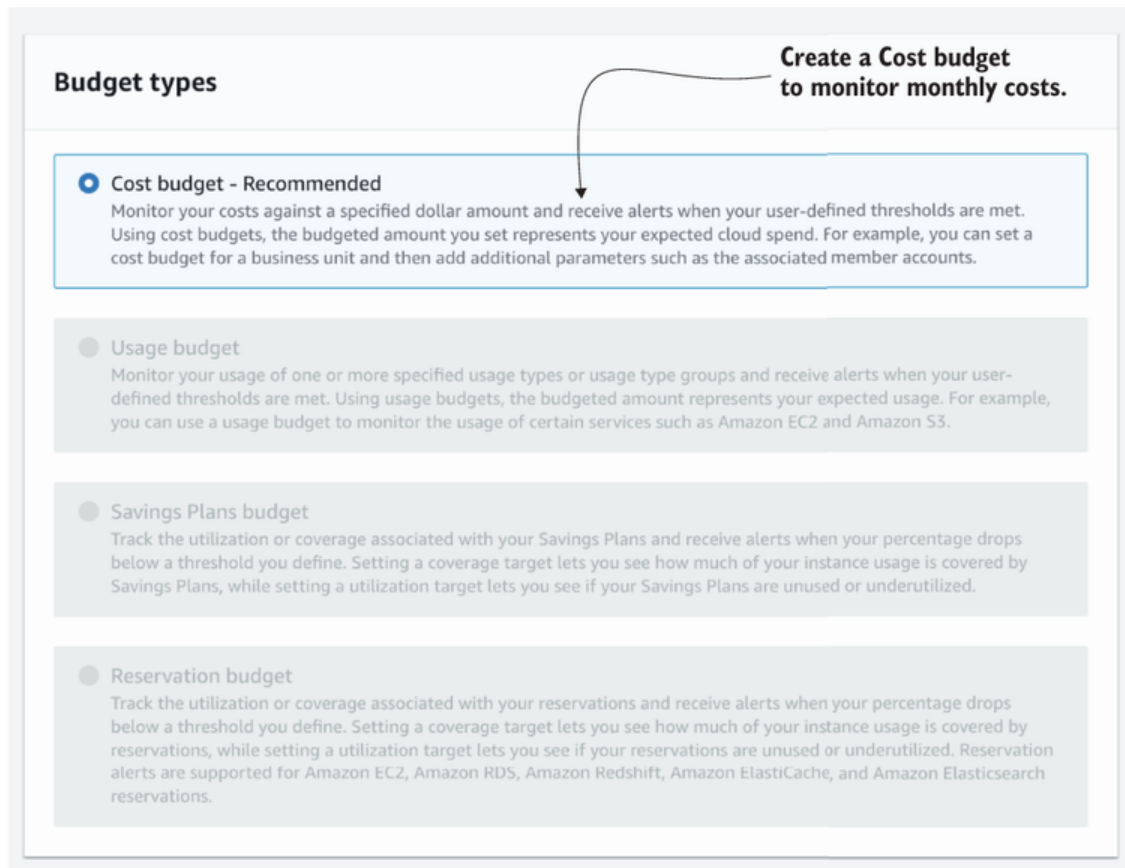 Budget types
Create a Cost budget
to monitor monthly costs.
Cost budget - Recommended
Monitor your costs against a specified dollar amount and receive alerts when your user-defined thresholds are met.
Using cost budgets, the budgeted amount you set represents your expected cloud spend. For example, you can set a
cost budget for a business unit and then add additional parameters such as the associated member accounts.
Usage budget
Monitor your usage of one or more specified usage types or usage type groups and receive alerts when your user-
defined thresholds are met. Using usage budgets, the budgeted amount represents your expected usage. For example,
you can use a usage budget to monitor the usage of certain services such as Amazon EC2 and Amazon S3.
Savings Plans budget
Track the utilization or coverage associated with your Savings Plans and receive alerts when your percentage drops
below a threshold you define. Setting a coverage target lets you see how much of your instance usage is covered by
Savings Plans, while setting a utilization target lets you see if your Savings Plans are unused or underutilized.
Reservation budget
Track the utilization or coverage associated with your reservations and receive alerts when your percentage drops
below a threshold you define. Setting a coverage target lets you see how much of your instance usage is covered by
reservations, while setting a utilization target lets you see if your reservations are unused or underutilized. Reservation
alerts are supported for Amazon EC2, Amazon RDS, Amazon Redshift, Amazon ElastiCache, and Amazon Elasticsearch
reservations.